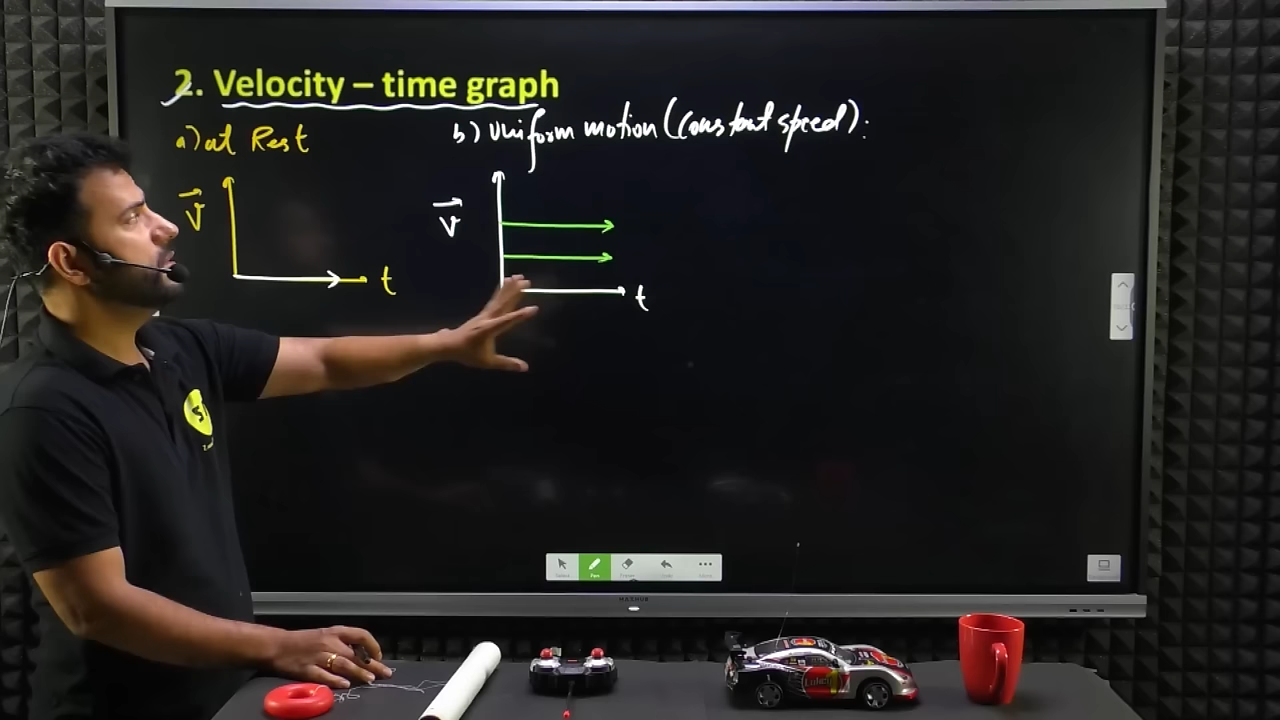 2. Velocity – time graph
a) at Rest
b) Uniform motion (constant speed):
V
t
V
t